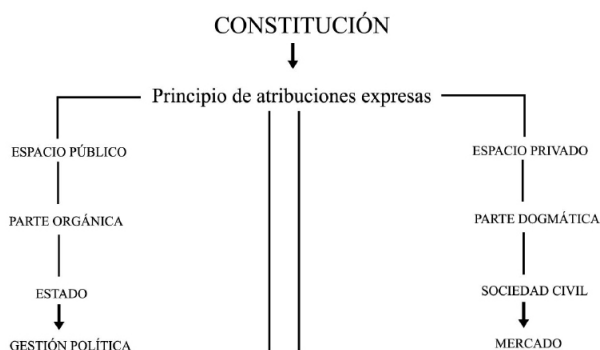 CONSTITUCIÓN
Principio de atribuciones expresas
ESPACIO PÚBLICO
ESPACIO PRIVADO
PARTE ORGÁNICA
PARTE DOGMÁTICA
ESTADO
SOCIEDAD CIVIL
GESTIÓN POLÍTICA
MERCADO